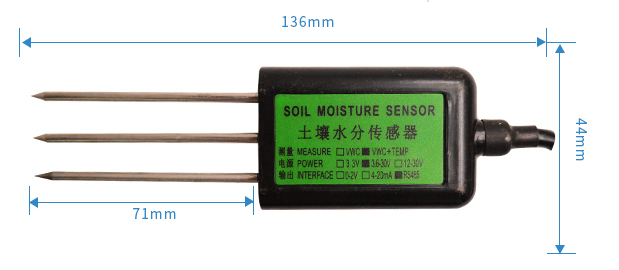 136mm
SOIL MOISTURE SENSOR
土壤水分传感器
测量 MEASURE □VWC ■VWC+TEMP
电源 POWER □3.3V ■3.6-30V □12-30V
输出 INTERFACE □0-2V □4-20mA ■RS485
44mm
71mm